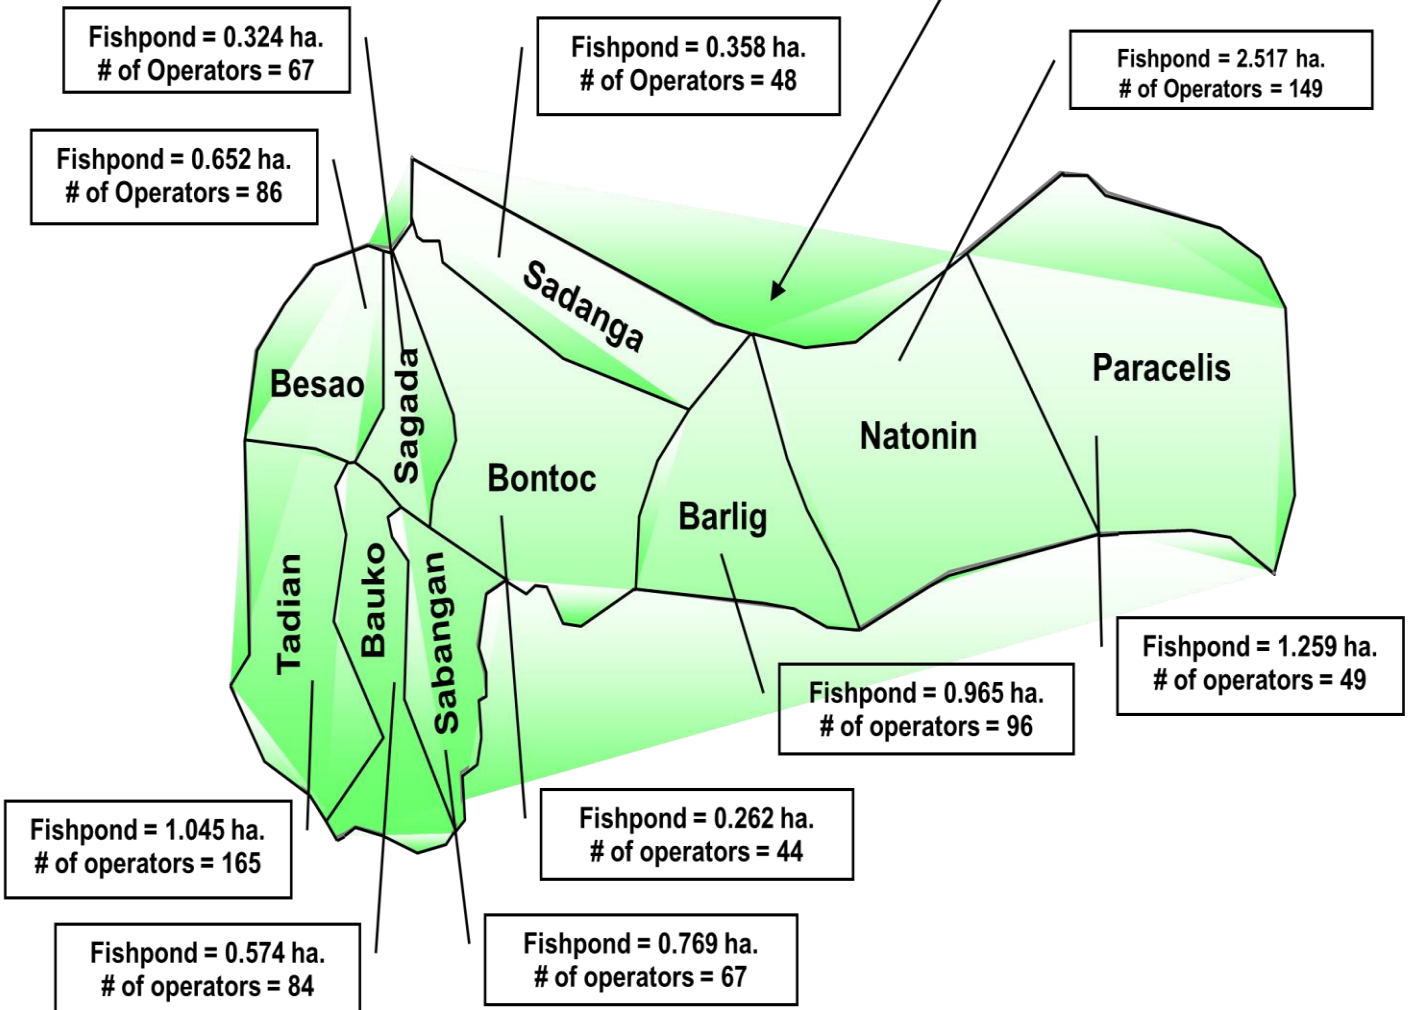 Fishpond = 0.324 ha.
# of Operators = 67
Fishpond = 0.358 ha.
# of Operators = 48
Fishpond = 2.517 ha.
# of Operators = 149
Fishpond = 0.652 ha.
# of Operators = 86
Sadanga
Besao
Sagada
Paracelis
Natonin
Bontoc
Barlig
Tadian
Bauko
Sabangan
Fishpond = 1.259 ha.
# of operators = 49
Fishpond = 0.965 ha.
# of operators = 96
Fishpond = 1.045 ha.
# of operators = 165
Fishpond = 0.262 ha.
# of operators = 44
Fishpond = 0.574 ha.
# of operators = 84
Fishpond = 0.769 ha.
# of operators = 67